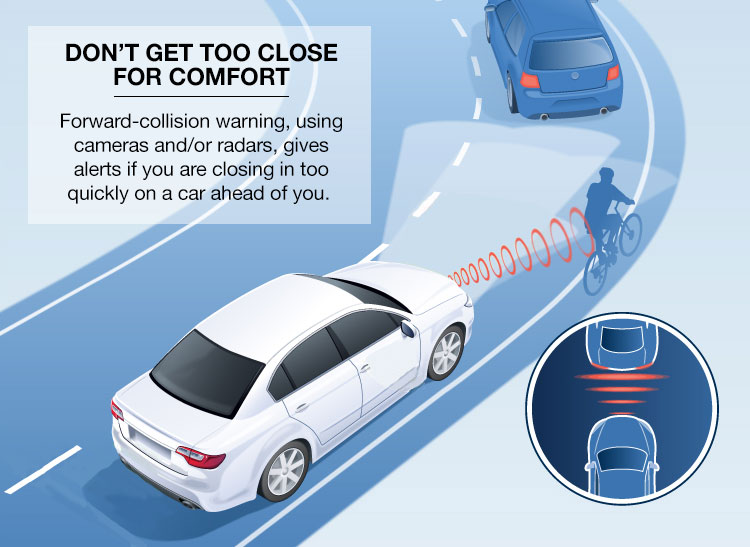 DON'T GET TOO CLOSE
FOR COMFORT
Forward-collision warning, using
cameras and/or radars, gives
alerts if you are closing in too
quickly on a car ahead of you.